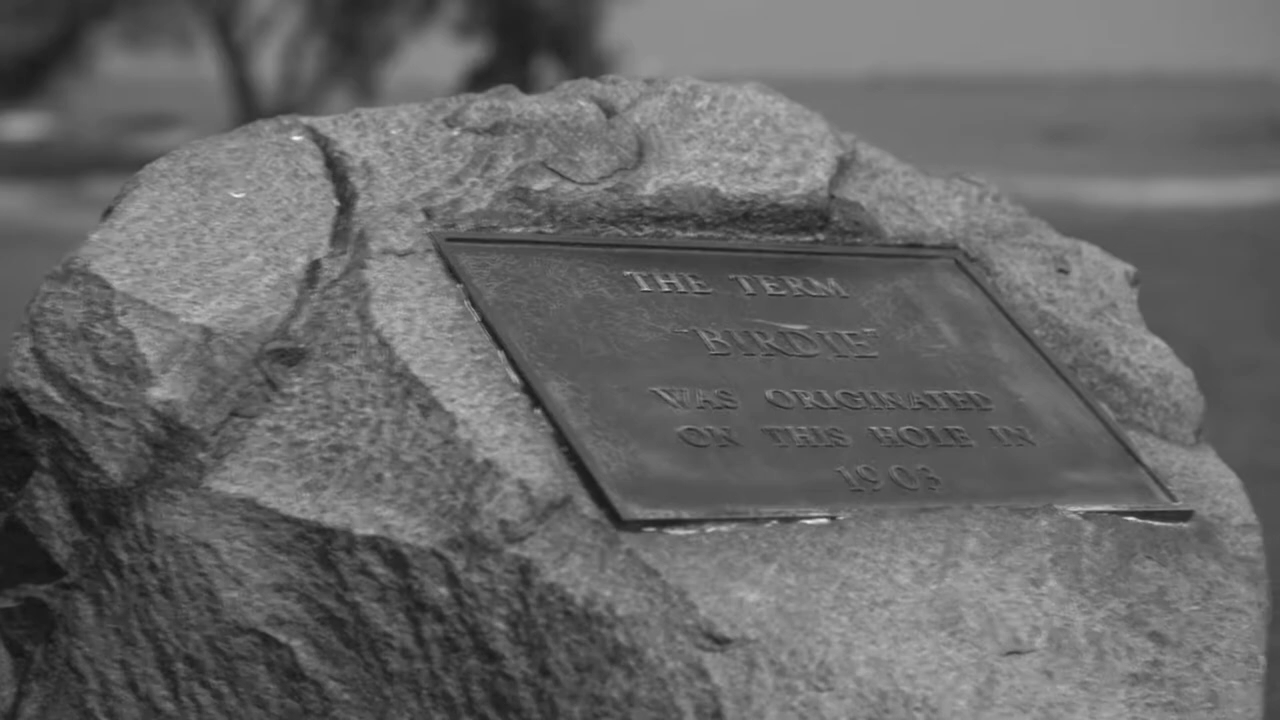 THE TERM
"BIRDIE"
WAS ORIGINATED
ON THIS HOLE IN
1903